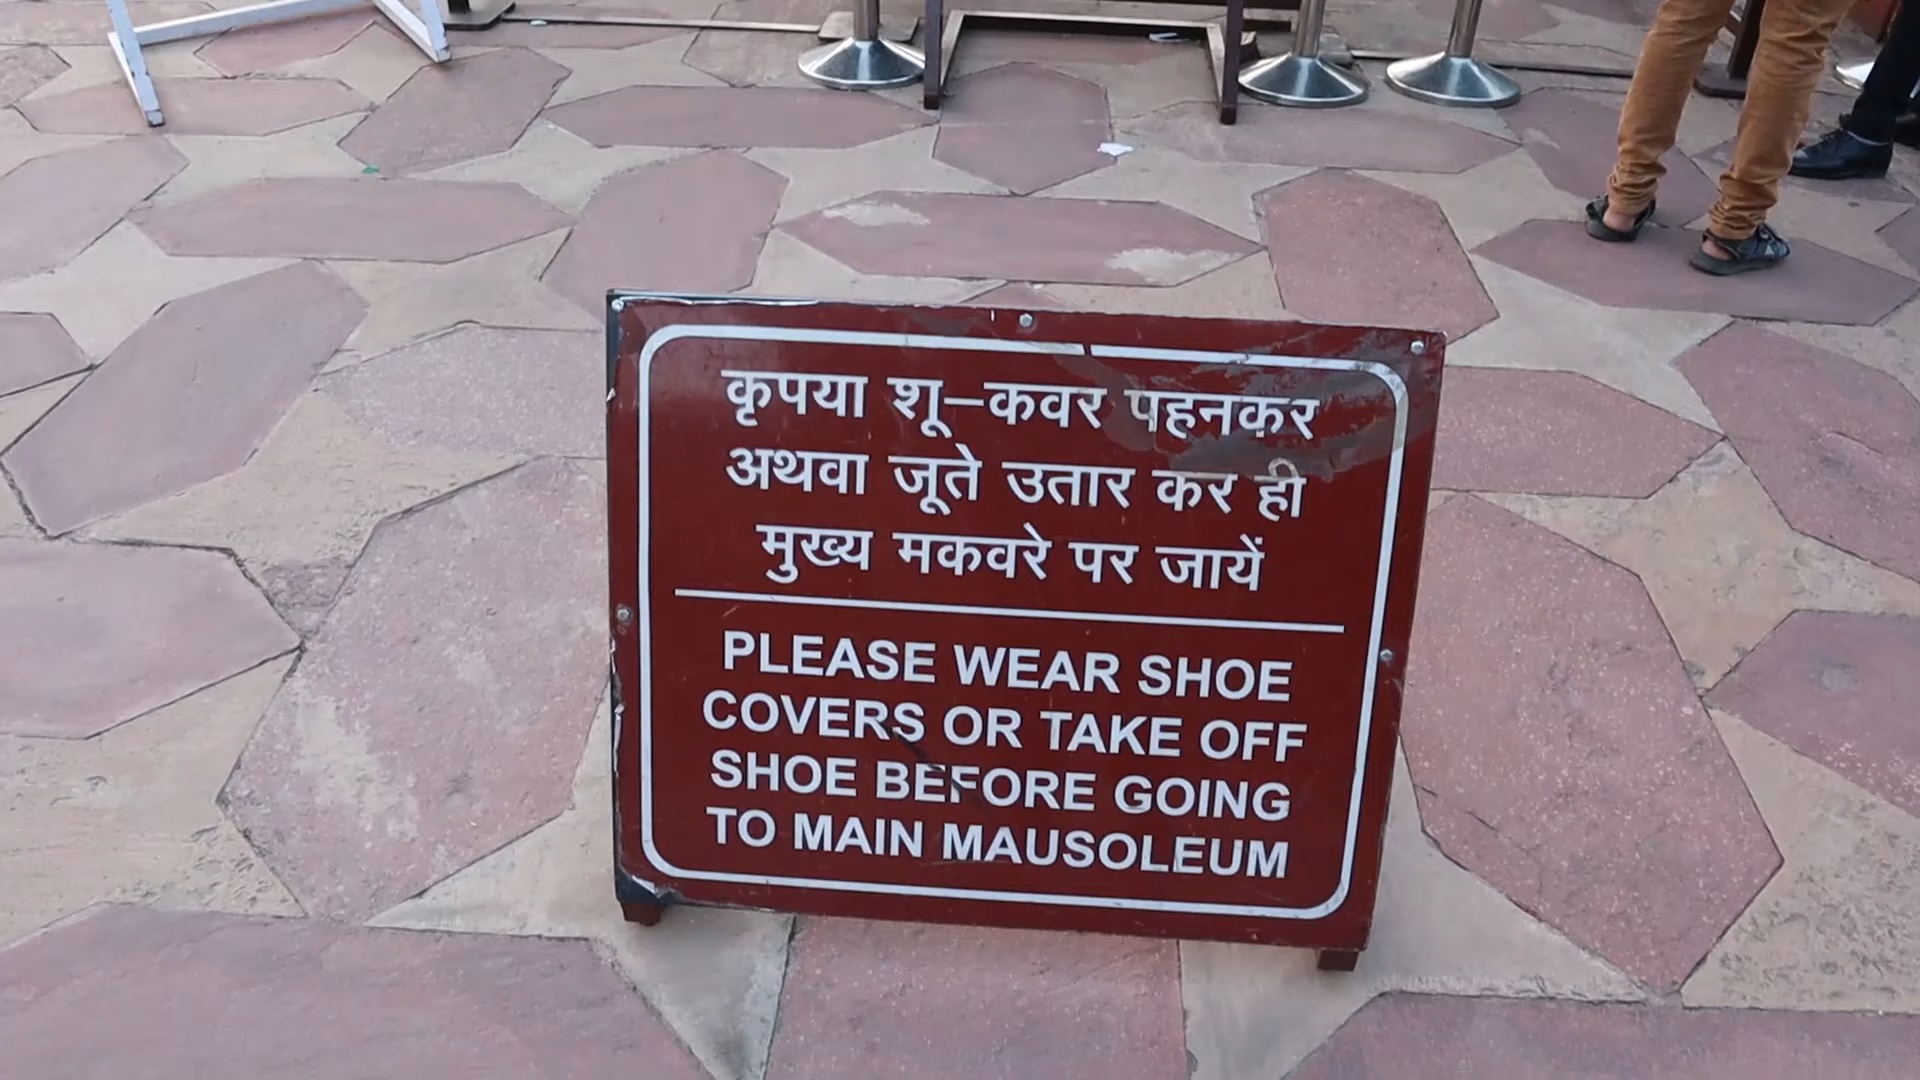 कृपया शू–कवर पहनकर
अथवा जूते उतार कर ही
मुख्य मकवरे पर जायें
PLEASE WEAR SHOE
COVERS OR TAKE OFF
SHOE BEFORE GOING
TO MAIN MAUSOLEUM